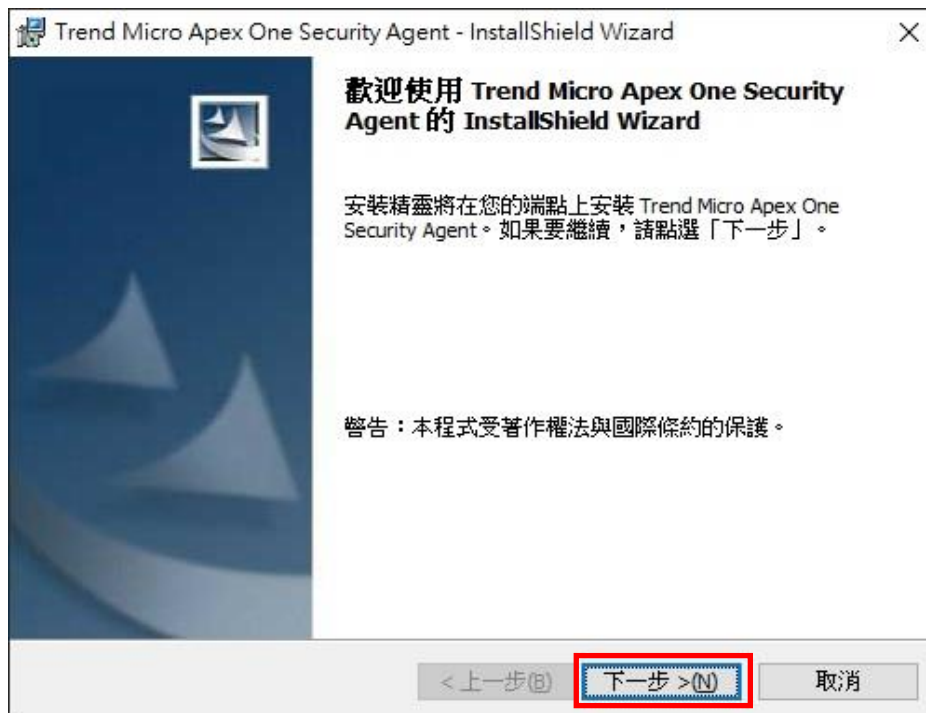 Trend Micro Apex One Security Agent - InstallShield Wizard
歡迎使用 Trend Micro Apex One Security
Agent 的 InstallShield Wizard
安裝精靈將在您的端點上安裝 Trend Micro Apex One
Security Agent。如果要繼續，請點選「下一步」。
警告：本程式受著作權法與國際條約的保護。
< 上一步(B) 下一步 >(N) 取消